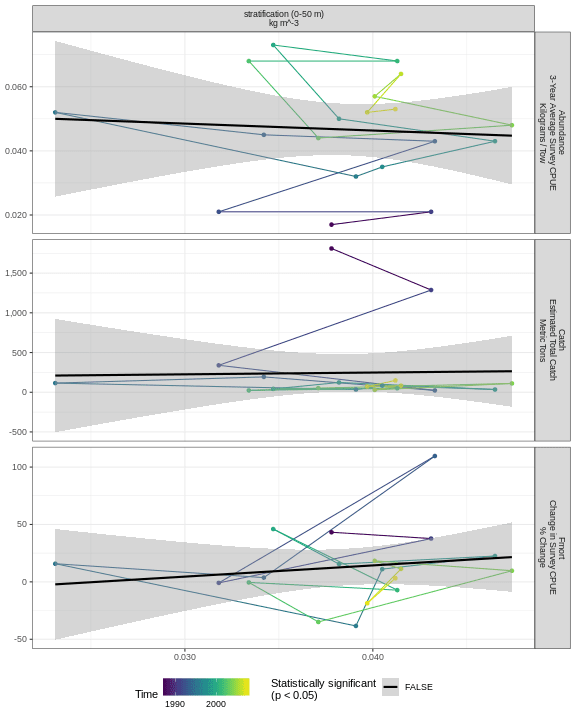 stratification (0-50 m)
kg m^-3
0.060
0.040
0.020
Abundance
3-Year Average Survey CPUE
Kilograms / Tow
1,500
1,000
500
0
-500
Catch
Estimated Total Catch
Metric Tons
100
50
0
-50
Fmort
Change in Survey CPUE
% Change
0.030
0.040
Time
1990
2000
Statistically significant
(p < 0.05)
FALSE